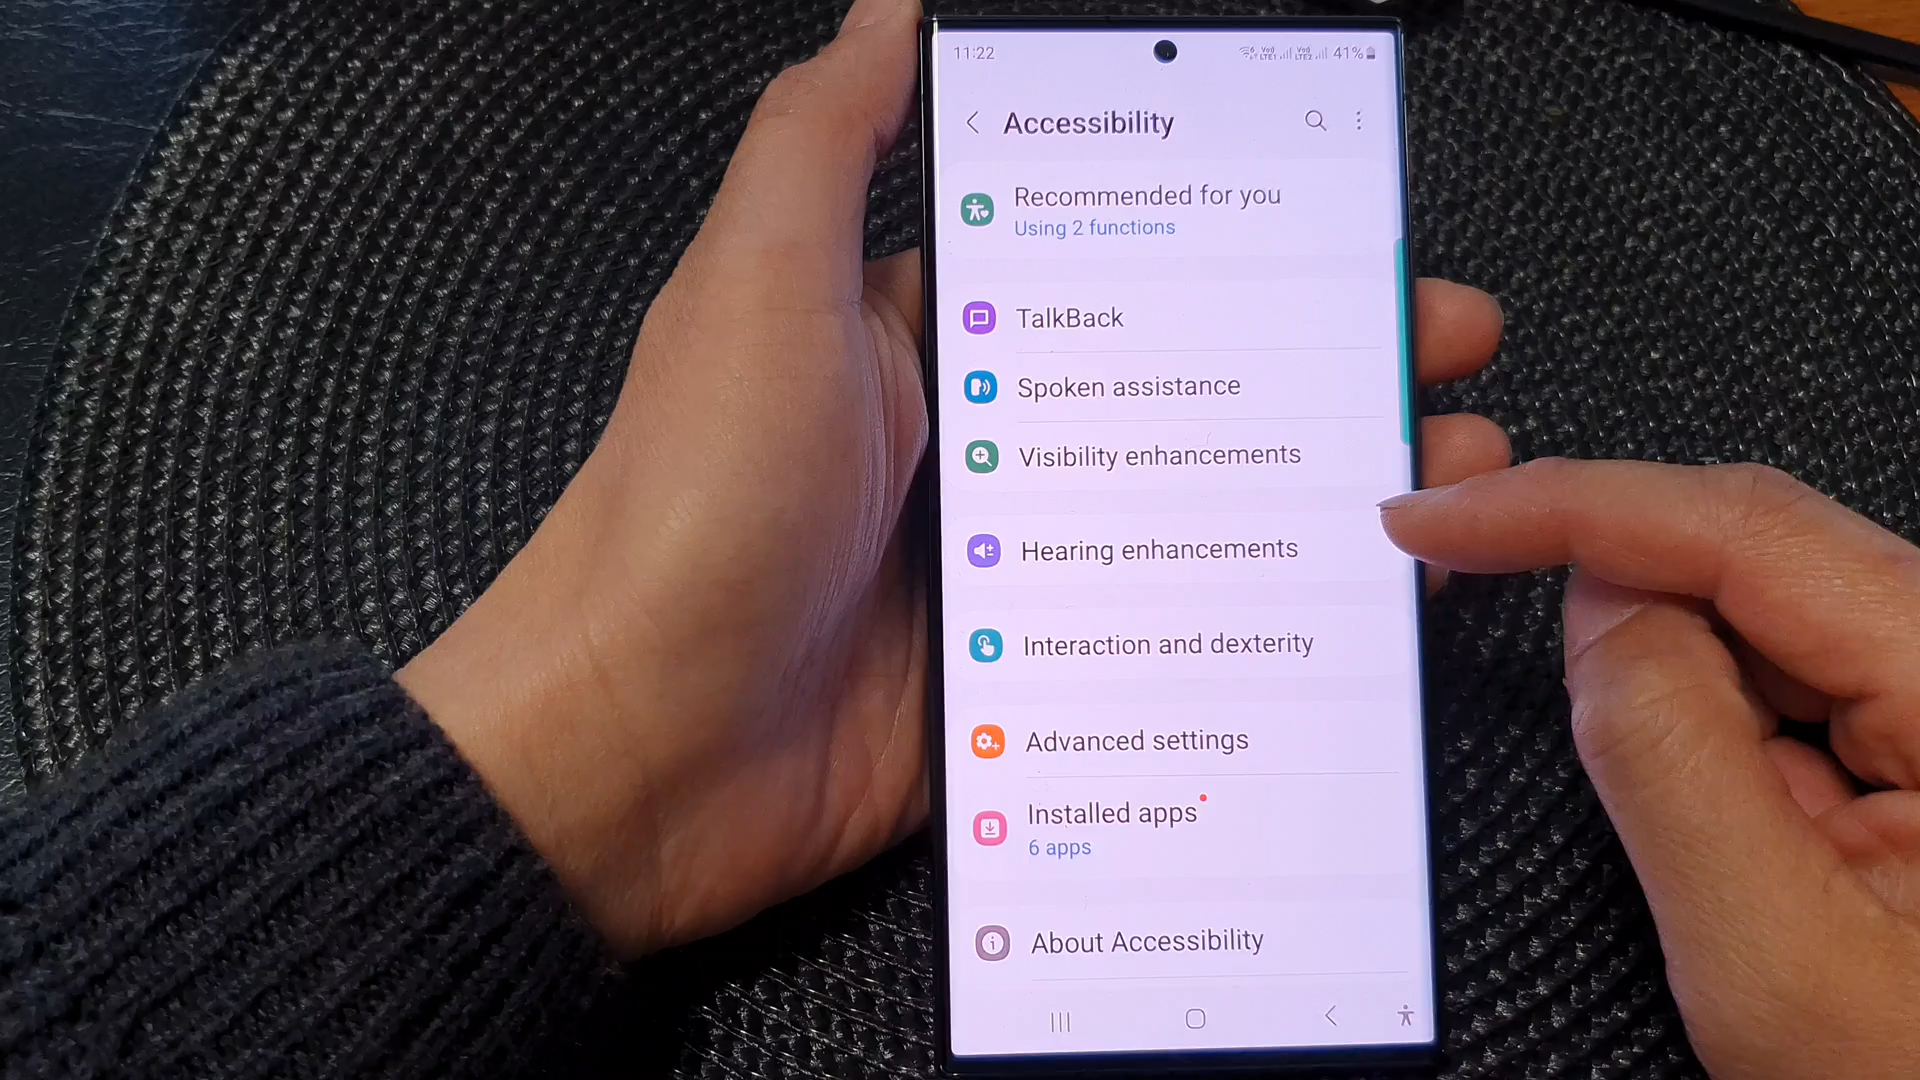 11:22
41%
Accessibility
Recommended for you
Using 2 functions
TalkBack
Spoken assistance
Visibility enhancements
Hearing enhancements
Interaction and dexterity
Advanced settings
Installed apps
6 apps
About Accessibility